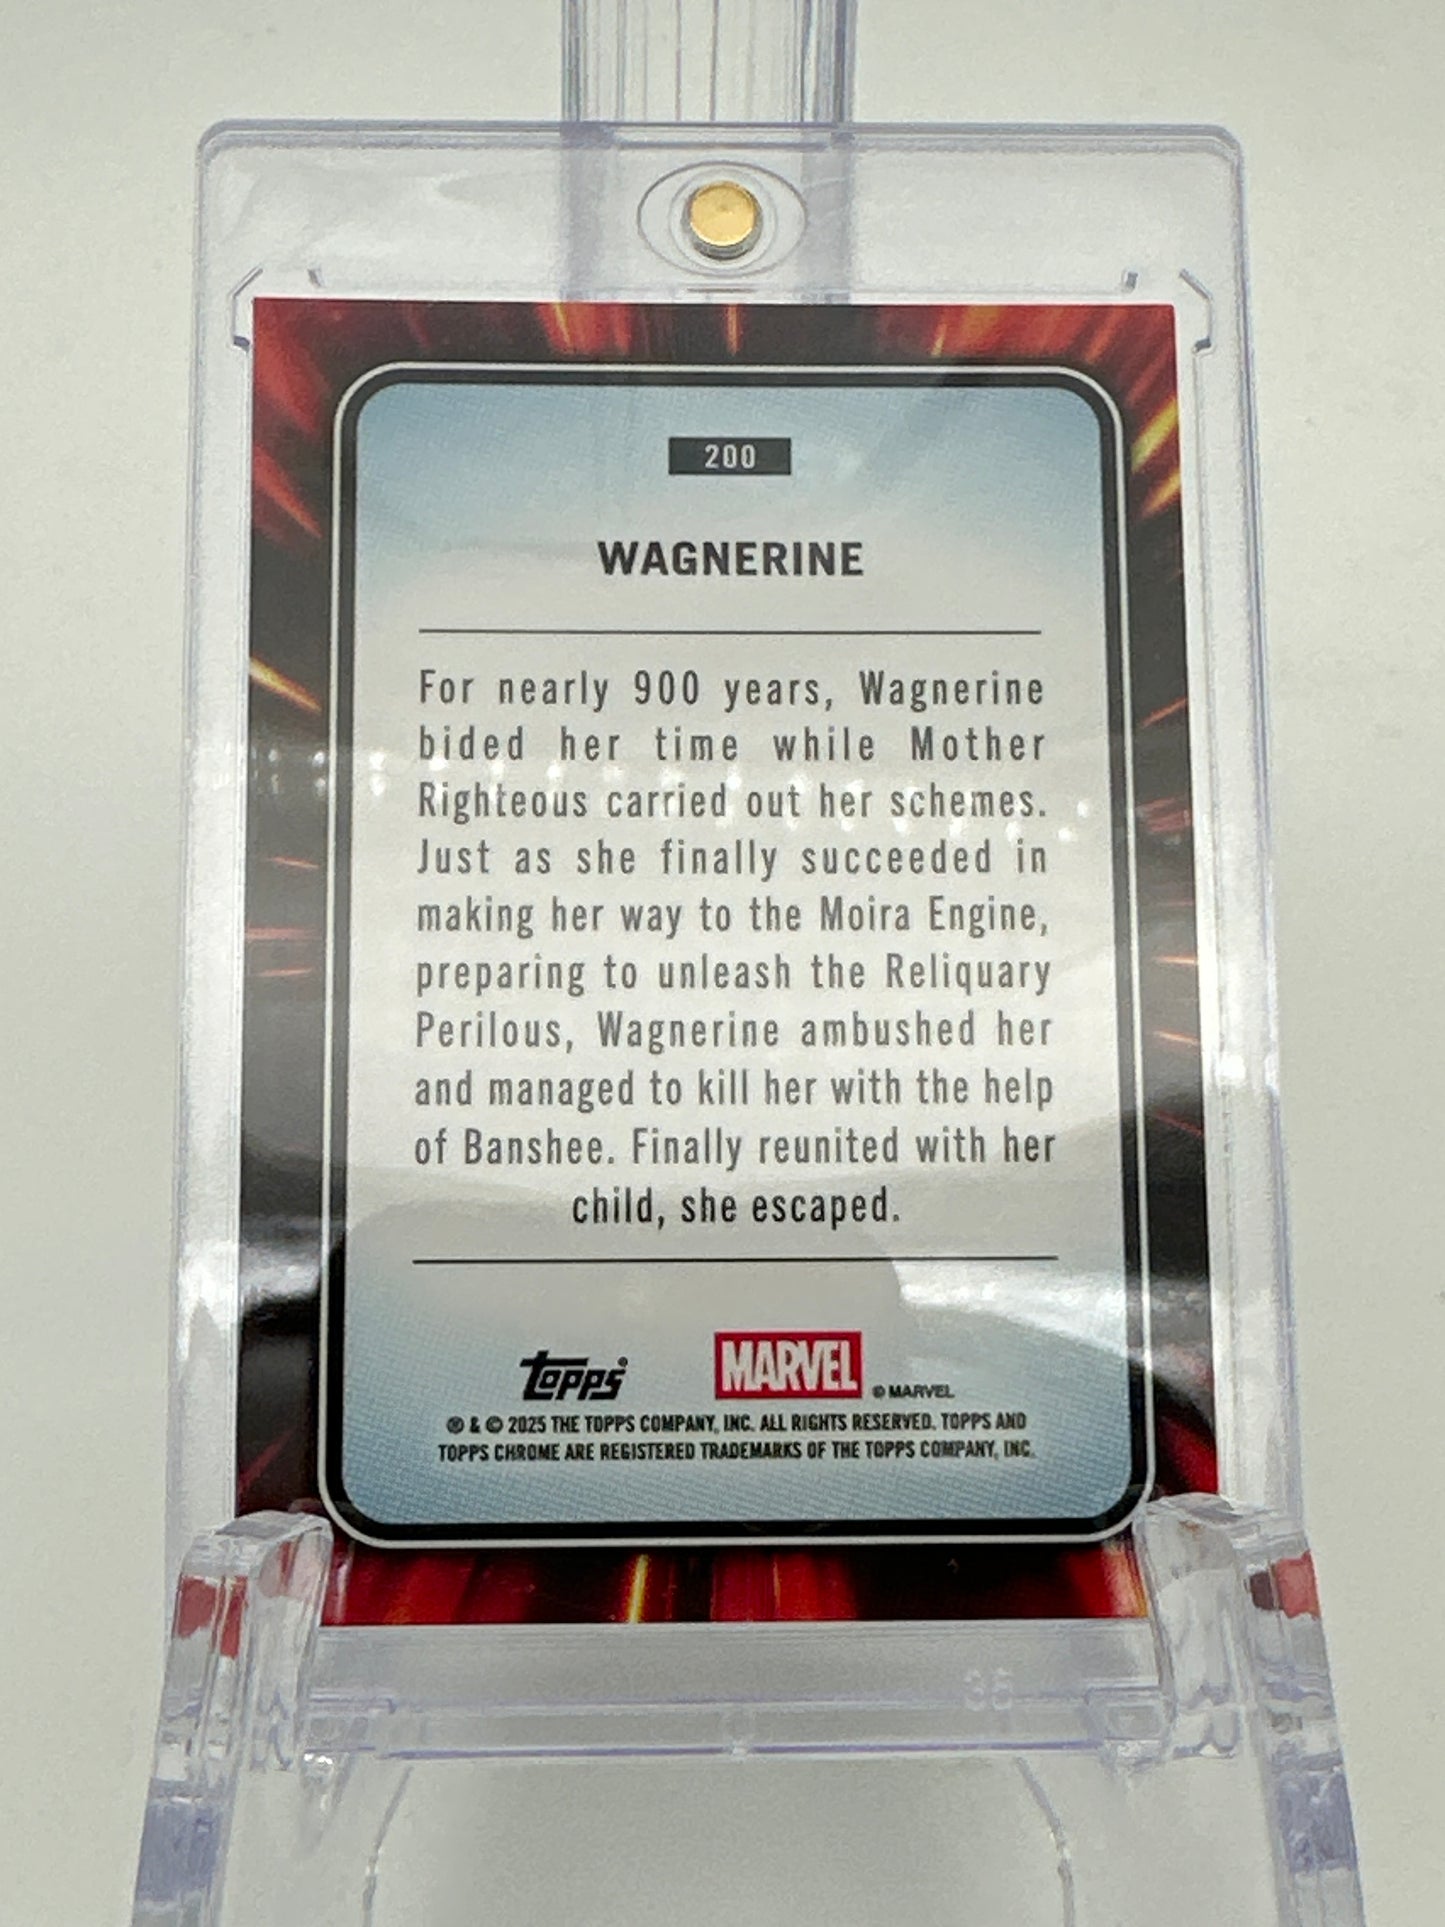 200
WAGNERINE
For nearly 900 years, Wagnerine
bided her time while Mother
Righteous carried out her schemes.
Just as she finally succeeded in
making her way to the Moira Engine,
preparing to unleash the Reliquary
Perilous, Wagnerine ambushed her
and managed to kill her with the help
of Banshee. Finally reunited with her
child, she escaped.
topps MARVEL © MARVEL
® & © 2025 THE TOPPS COMPANY, INC. ALL RIGHTS RESERVED. TOPPS AND
TOPPS CHROME ARE REGISTERED TRADEMARKS OF THE TOPPS COMPANY, INC.
35